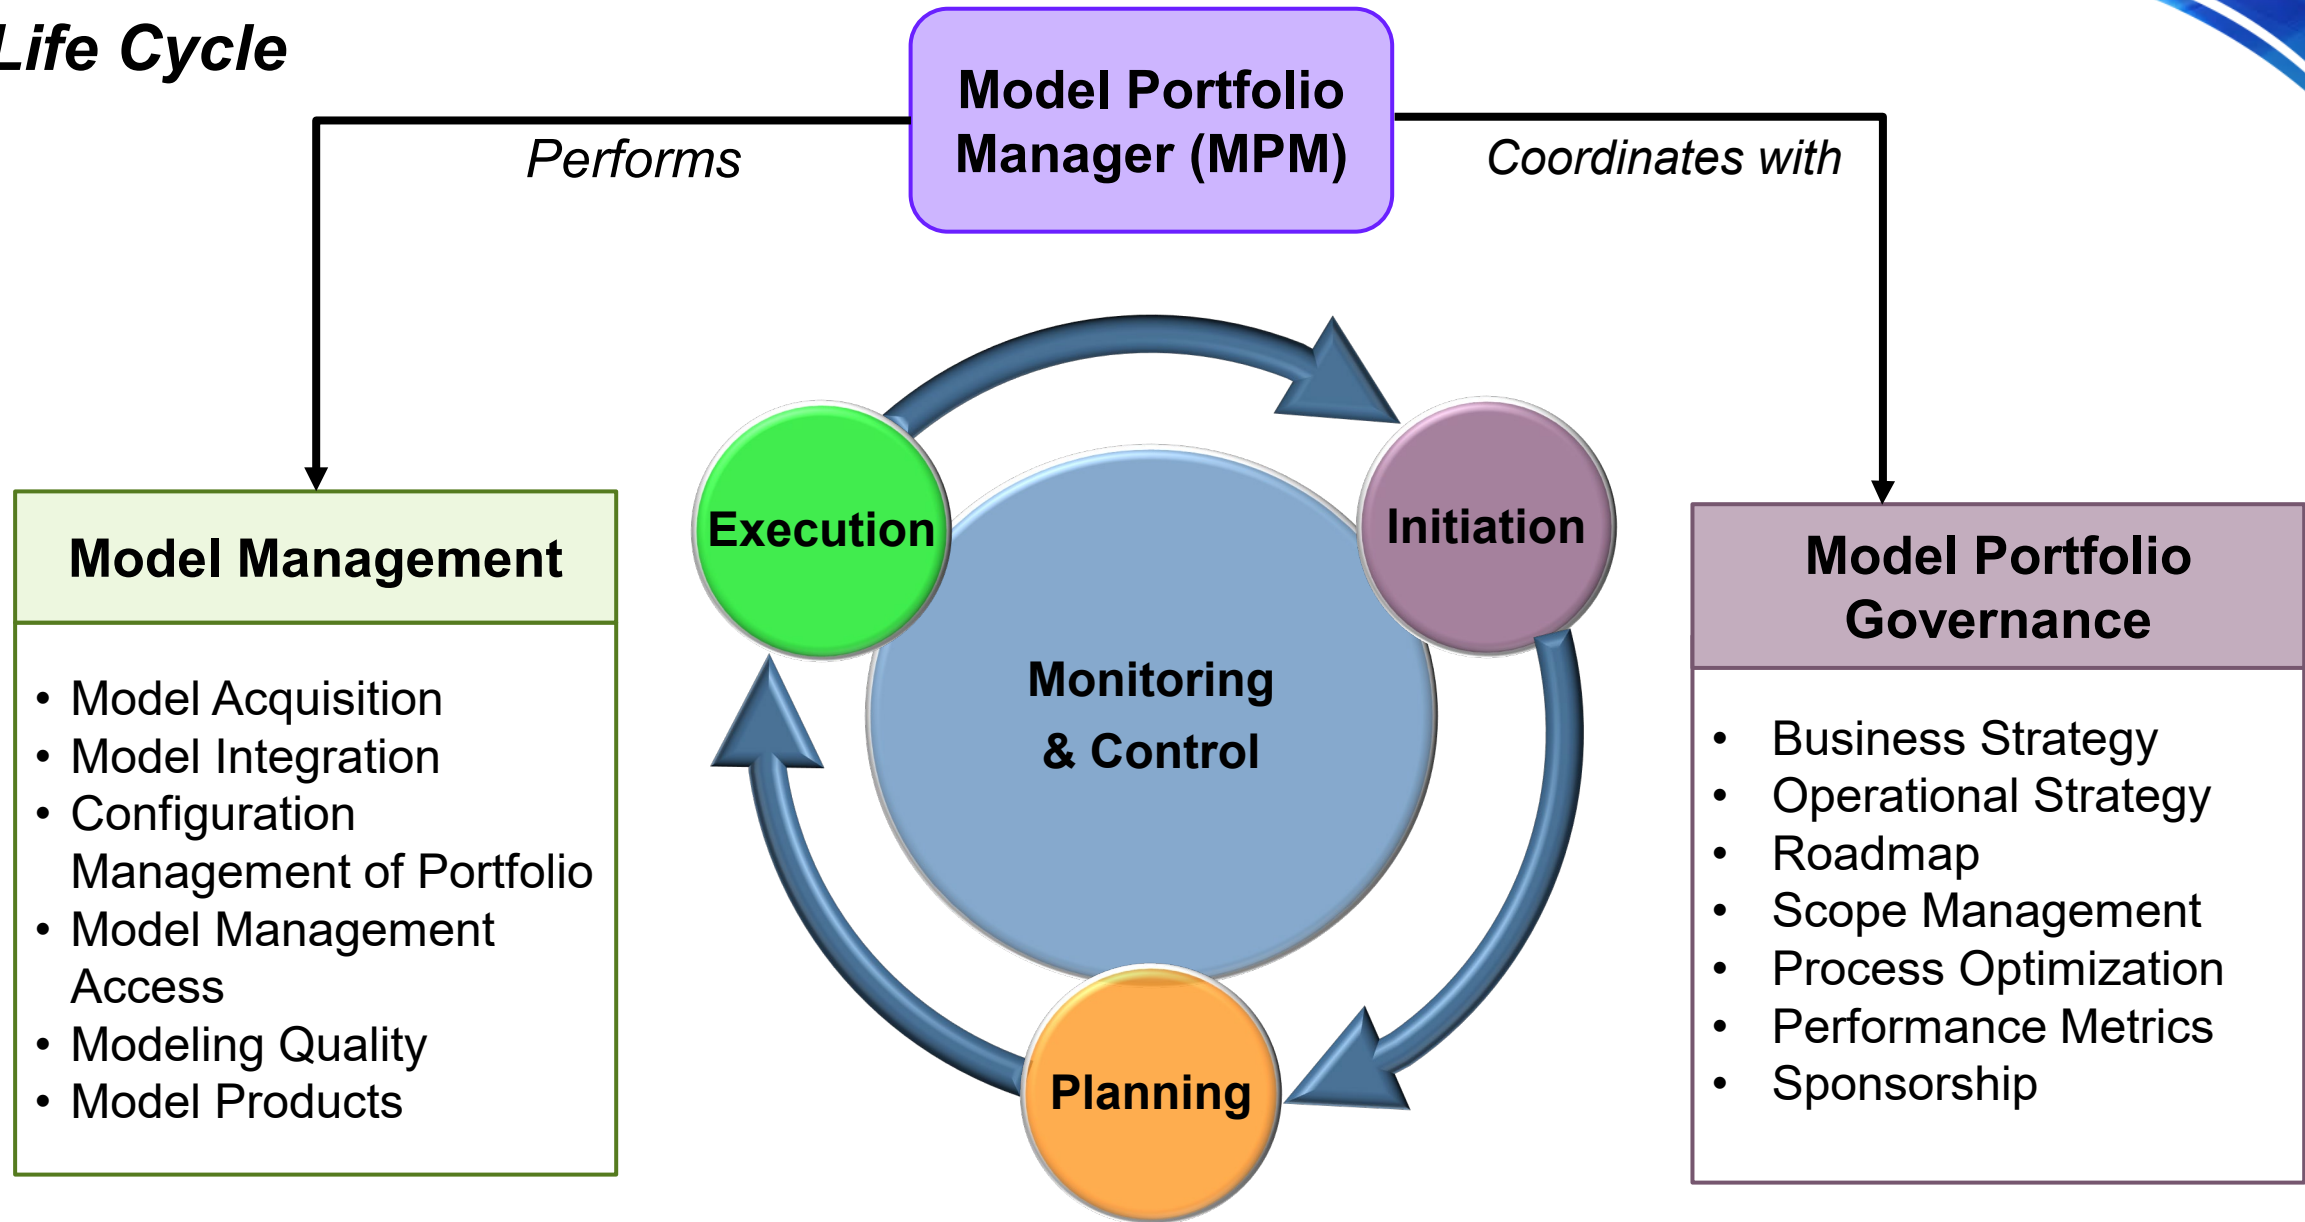 Life Cycle
Model Portfolio
Manager (MPM)
Performs
Coordinates with
Model Management
• Model Acquisition
• Model Integration
• Configuration
Management of Portfolio
• Model Management
Access
• Modeling Quality
• Model Products
Execution
Initiation
Monitoring
& Control
Planning
Model Portfolio
Governance
• Business Strategy
• Operational Strategy
• Roadmap
• Scope Management
• Process Optimization
• Performance Metrics
• Sponsorship